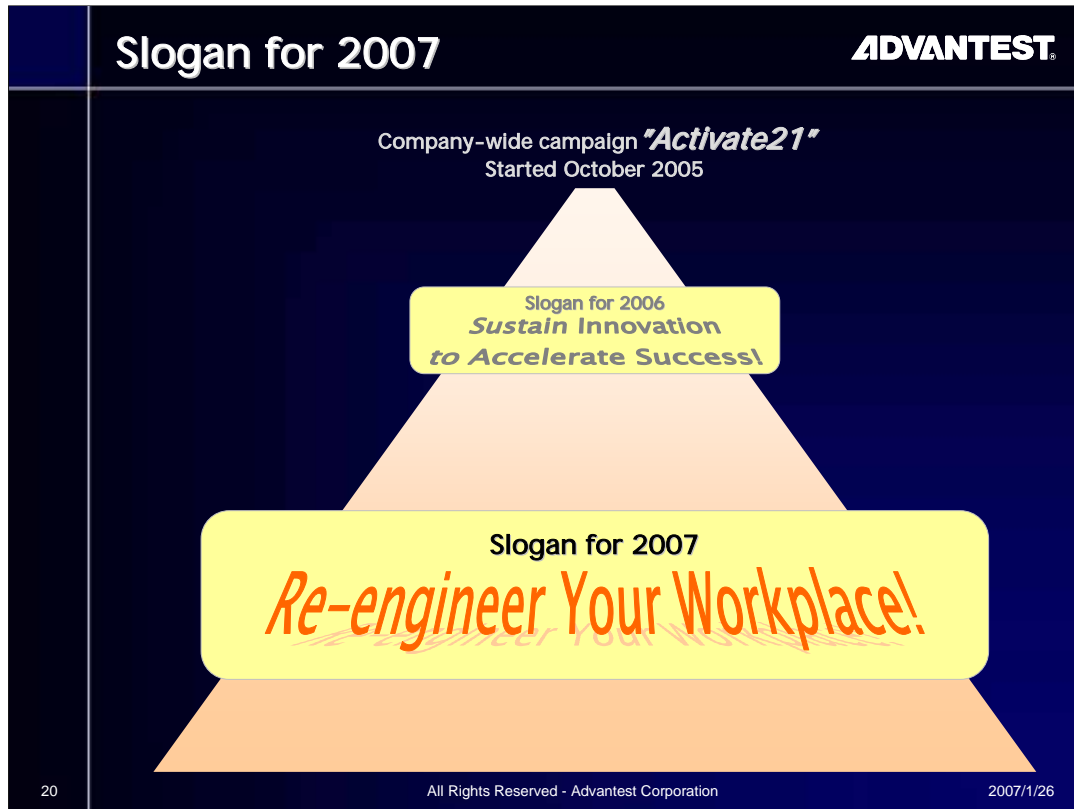 Slogan for 2007
ADVANTEST®
Company-wide campaign "Activate21"
Started October 2005
Slogan for 2006
Sustain Innovation
to Accelerate Success!
Slogan for 2007
Re-engineer Your Workplace!
20
All Rights Reserved - Advantest Corporation
2007/1/26